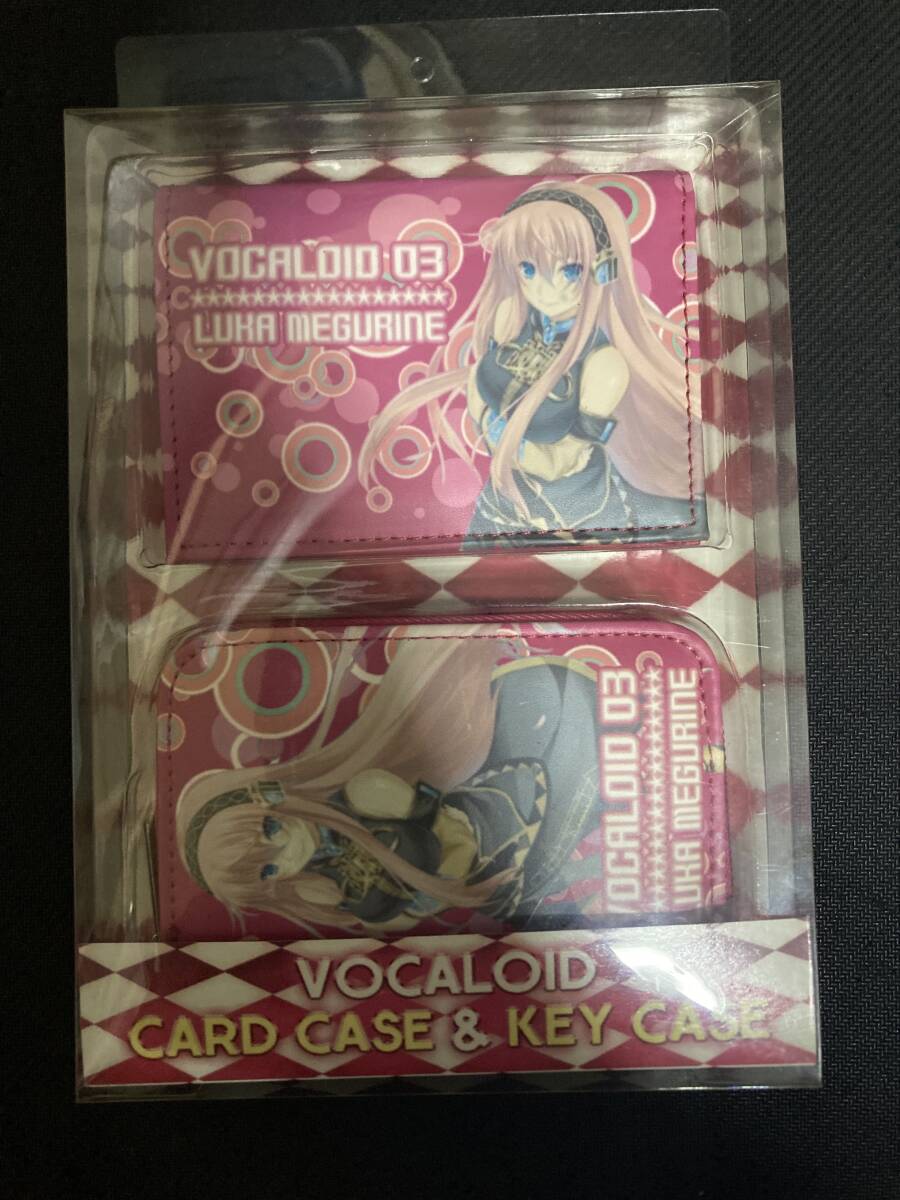 VOCALOID 03
LUKA MEGURINE
VOCALOID 03
LUKA MEGURINE
VOCALOID
CARD CASE & KEY CASE